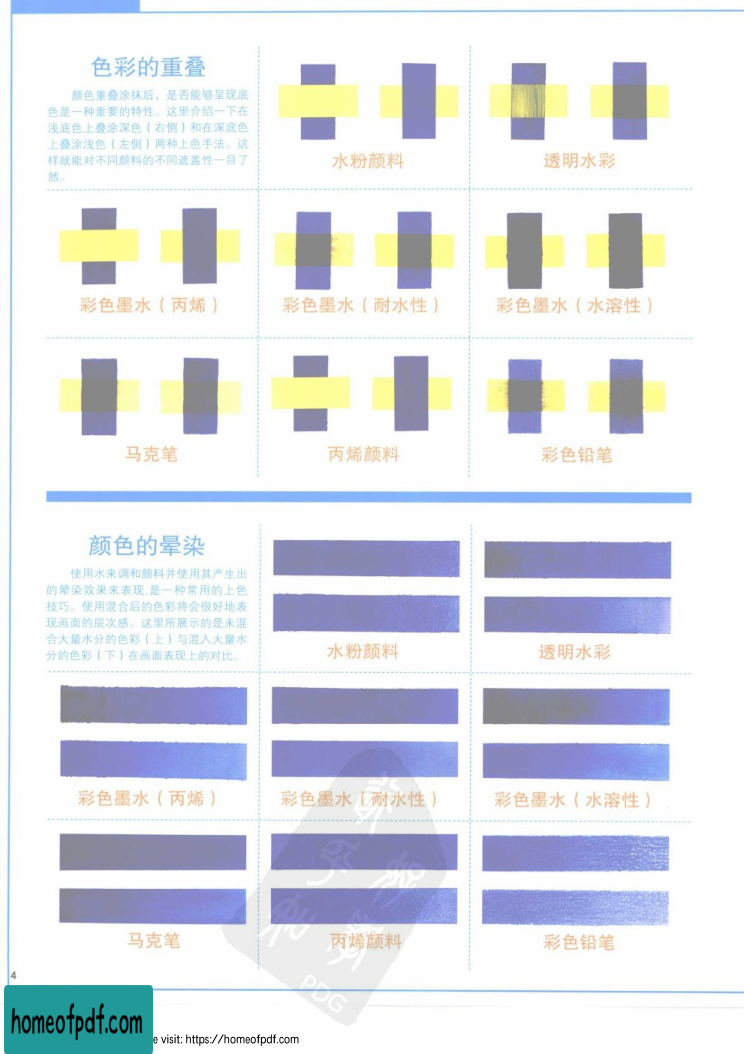 色彩的重叠
颜色重叠涂抹后，是否能够呈现底
色是一种重要的特性。这里介绍一下在
浅底色上叠涂深色（右侧）和在深底色
上叠涂浅色（左侧）两种上色手法。这
样就能对不同颜料的不同遮盖性一目了
然。
水粉颜料
透明水彩
彩色墨水（丙烯）
彩色墨水（耐水性）
彩色墨水（水溶性）
马克笔
丙烯颜料
彩色铅笔
颜色的晕染
使用水来调和颜料并使用其产生出
的晕染效果来表现,是一种常用的上色
技巧。使用混合后的色彩将会很好地表
现画面的层次感。这里所展示的是未混
合大量水分的色彩（上）与混入大量水
分的色彩（下）在画面表现上的对比。
水粉颜料
透明水彩
彩色墨水（丙烯）
彩色墨水（耐水性）
彩色墨水（水溶性）
马克笔
丙烯颜料
彩色铅笔
PDG
4
homeofpdf.com
e visit: https://homeofpdf.com